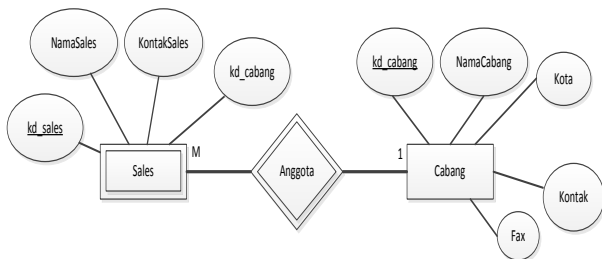 NamaSales
KontakSales
kd_cabang
kd_sales
M
Sales
Anggota
kd_cabang
NamaCabang
Kota
1
Cabang
Kontak
Fax